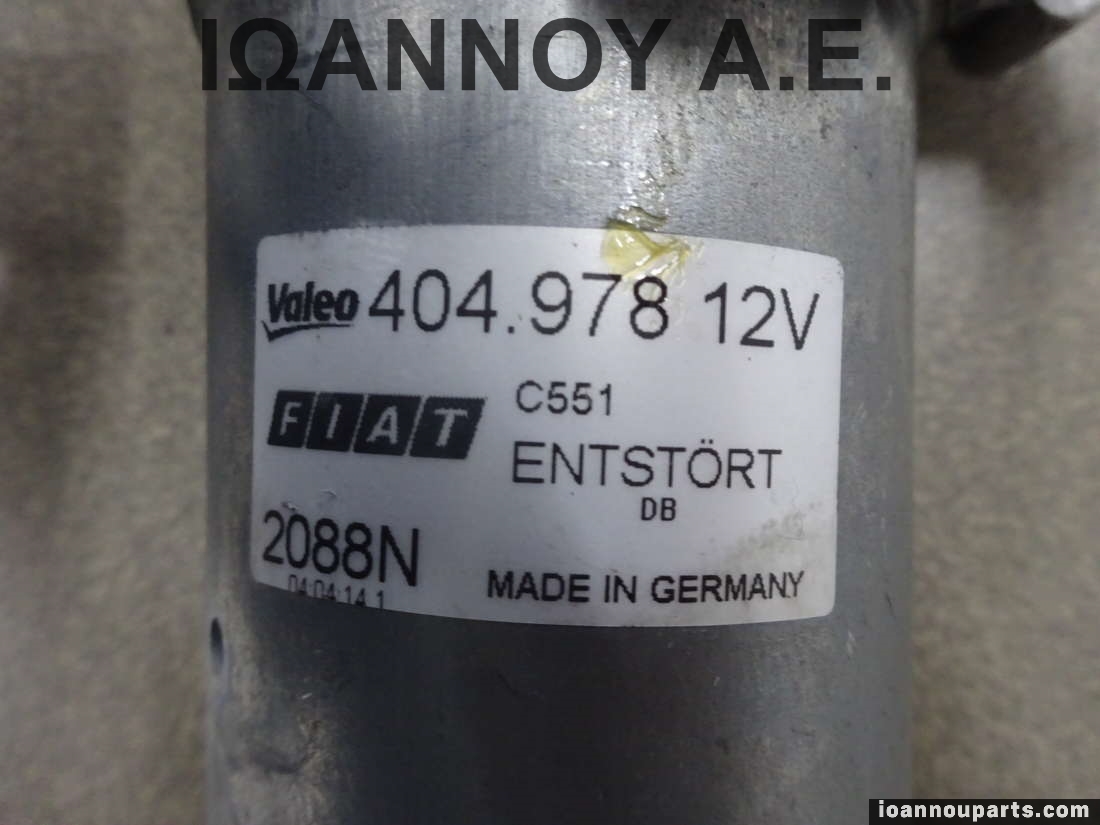 ΙΩΑΝΝΟΥ Α.Ε.
Valeo 404.978 12V
FIAT C551
ENTSTÖRT
DB
2088N
04:04:14 1
MADE IN GERMANY
ioannouparts.com